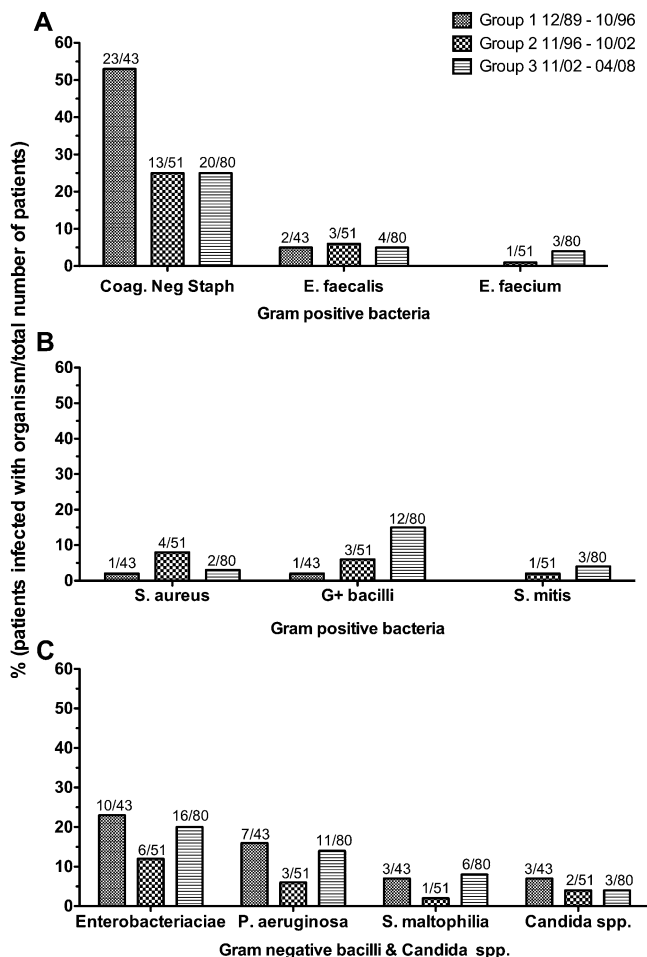 A
Group 1 12/89 - 10/96
Group 2 11/96 - 10/02
Group 3 11/02 - 04/08
% (patients infected with organism/total number of patients)
60
50
40
30
20
10
0
23/43
13/51
20/80
2/43
3/51
4/80
1/51
3/80
Coag. Neg Staph
E. faecalis
E. faecium
Gram positive bacteria
B
60
50
40
30
20
10
0
1/43
4/51
2/80
1/43
3/51
12/80
1/51
3/80
S. aureus
G+ bacilli
S. mitis
Gram positive bacteria
C
60
50
40
30
20
10
0
10/43
6/51
16/80
7/43
3/51
11/80
3/43
1/51
6/80
3/43
2/51
3/80
Enterobacteriaciae
P. aeruginosa
S. maltophilia
Candida spp.
Gram negative bacilli & Candida spp.